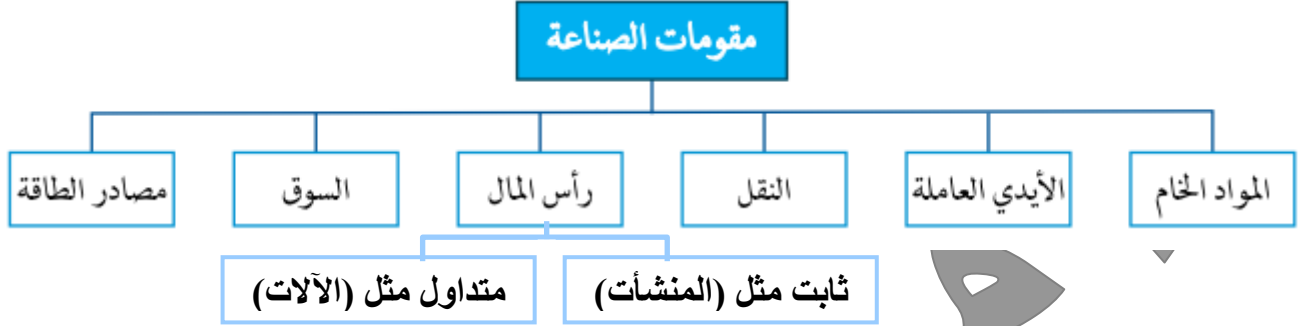 مقومات الصناعة
المواد الخام
الأيدي العاملة
النقل
رأس المال
السوق
مصادر الطاقة
ثابت مثل (المنشأت)
متداول مثل (الآلات)